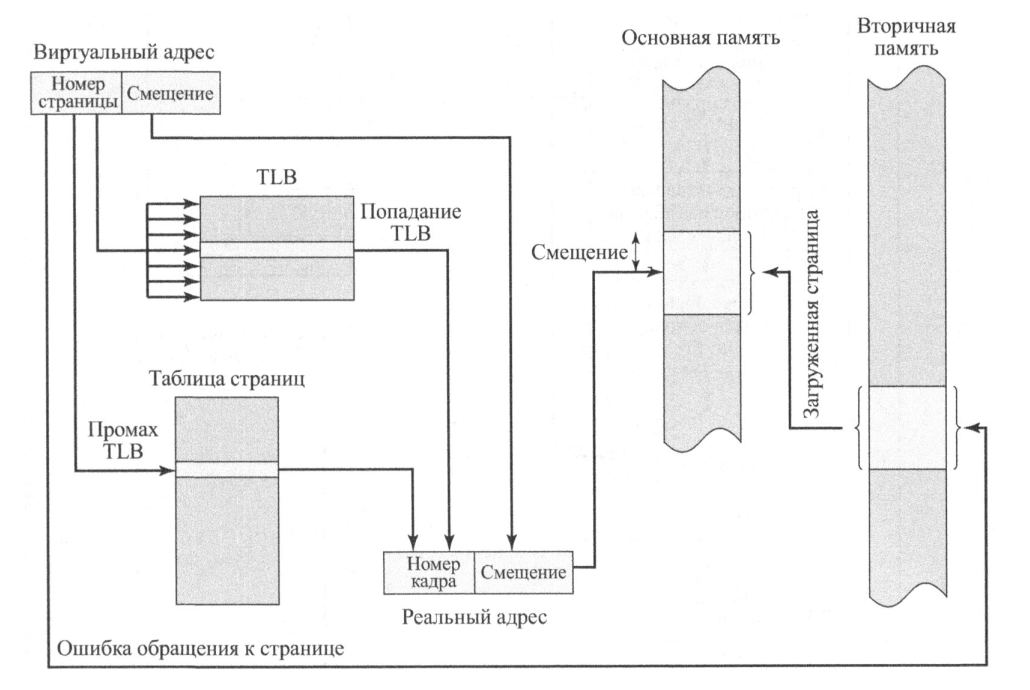 Виртуальный адрес
Номер
страницы
Смещение
Основная память
Вторичная
память
TLB
Попадание
TLB
Смещение
Загруженная страница
Таблица страниц
Промах
TLB
Номер
кадра
Смещение
Реальный адрес
Ошибка обращения к странице